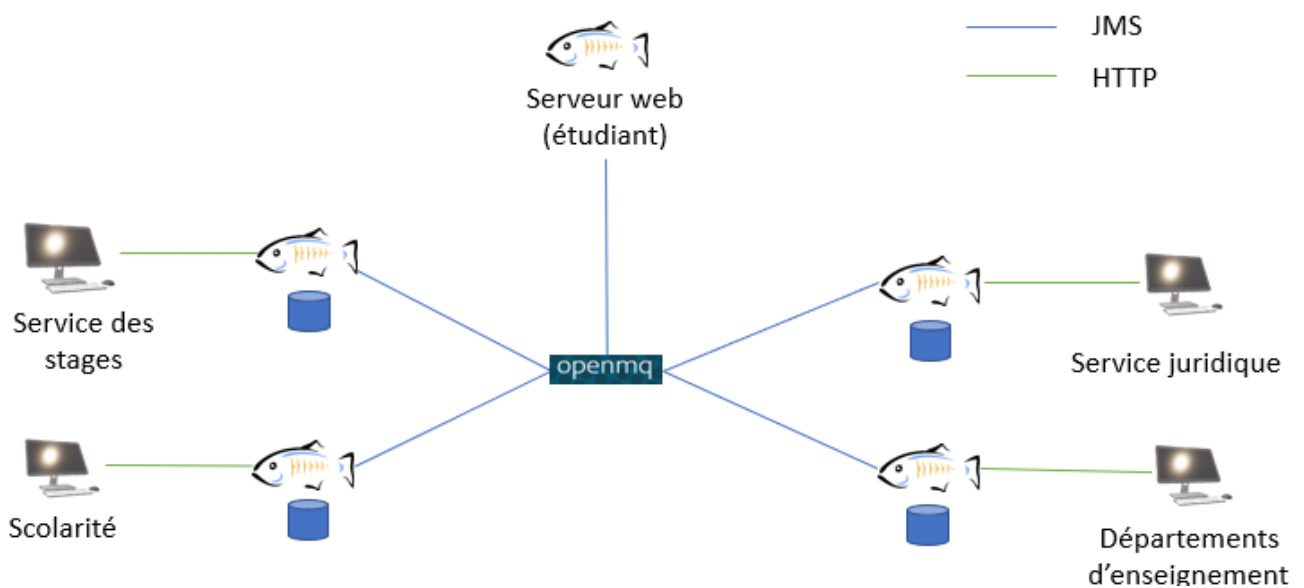 JMS
HTTP
Serveur web
(étudiant)
Service des
stages
openmq
Service juridique
Scolarité
Départements
d'enseignement